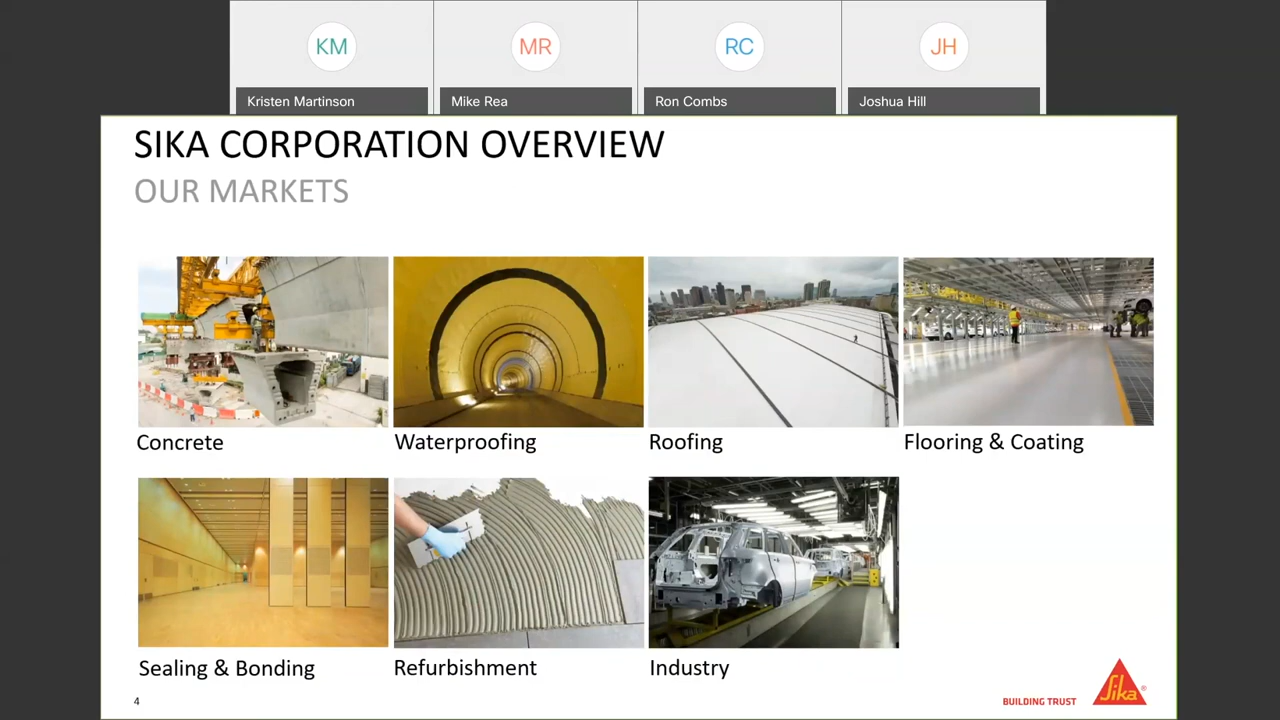 KM
MR
RC
JH
Kristen Martinson
Mike Rea
Ron Combs
Joshua Hill
SIKA CORPORATION OVERVIEW
OUR MARKETS
Concrete
Waterproofing
Roofing
Flooring & Coating
Sealing & Bonding
Refurbishment
Industry
4
BUILDING TRUST
Sika®